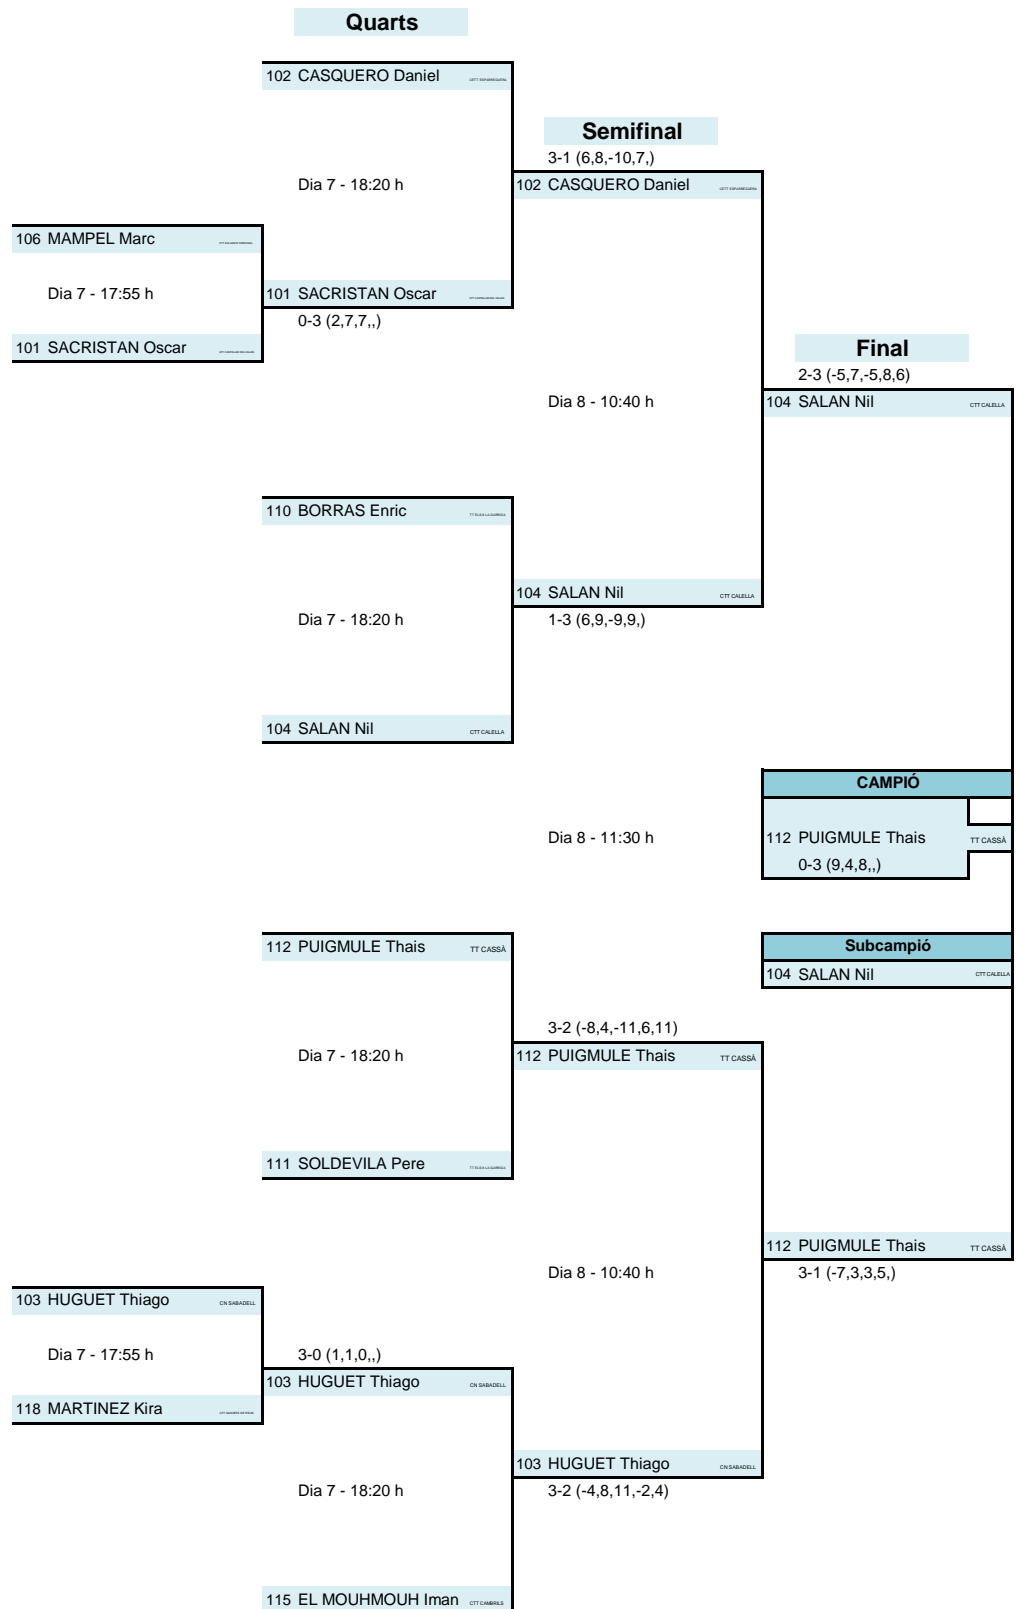 Quarts
102 CASQUERO Daniel
Semifinal
3-1 (6,8,-10,7,)
Dia 7 - 18:20 h
102 CASQUERO Daniel
106 MAMPEL Marc
Dia 7 - 17:55 h
101 SACRISTAN Oscar
0-3 (2,7,7,,)
101 SACRISTAN Oscar
Final
2-3 (-5,7,-5,8,6)
Dia 8 - 10:40 h
104 SALAN Nil CTT CALELLA
110 BORRAS Enric
104 SALAN Nil CTT CALELLA
Dia 7 - 18:20 h
1-3 (6,9,-9,9,)
104 SALAN Nil CTT CALELLA
CAMPIÓ
Dia 8 - 11:30 h
112 PUIGMULE Thais TT CASSÀ
0-3 (9,4,8,,)
112 PUIGMULE Thais TT CASSÀ
Subcampió
104 SALAN Nil CTT CALELLA
3-2 (-8,4,-11,6,11)
Dia 7 - 18:20 h
112 PUIGMULE Thais TT CASSÀ
111 SOLDEVILA Pere
112 PUIGMULE Thais TT CASSÀ
Dia 8 - 10:40 h
3-1 (-7,3,3,5,)
103 HUGUET Thiago CN SABADELL
Dia 7 - 17:55 h
3-0 (1,1,0,,)
103 HUGUET Thiago CN SABADELL
118 MARTINEZ Kira
103 HUGUET Thiago CN SABADELL
Dia 7 - 18:20 h
3-2 (-4,8,11,-2,4)
115 EL MOUHMOUH Iman CTT CAMBRILS